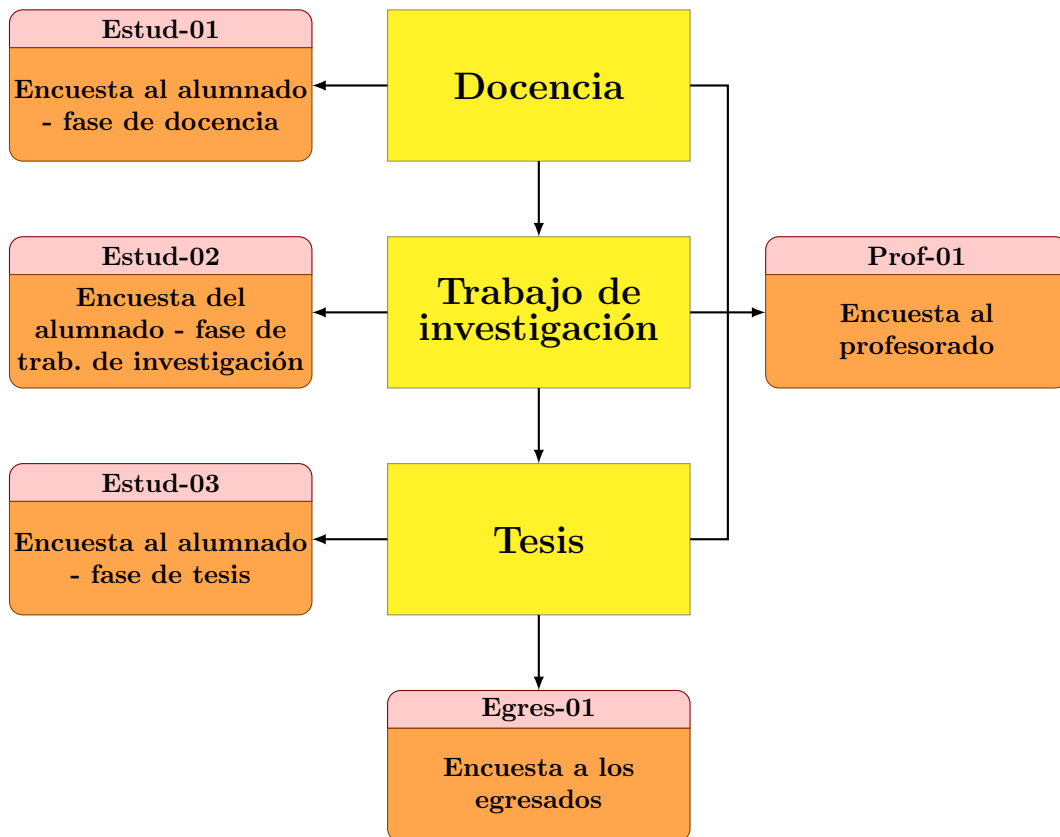 Estud-01
Encuesta al alumnado
- fase de docencia
Docencia
Estud-02
Encuesta del
alumnado - fase de
trab. de investigación
Trabajo de
investigación
Prof-01
Encuesta al
profesorado
Estud-03
Encuesta al alumnado
- fase de tesis
Tesis
Egres-01
Encuesta a los
egresados